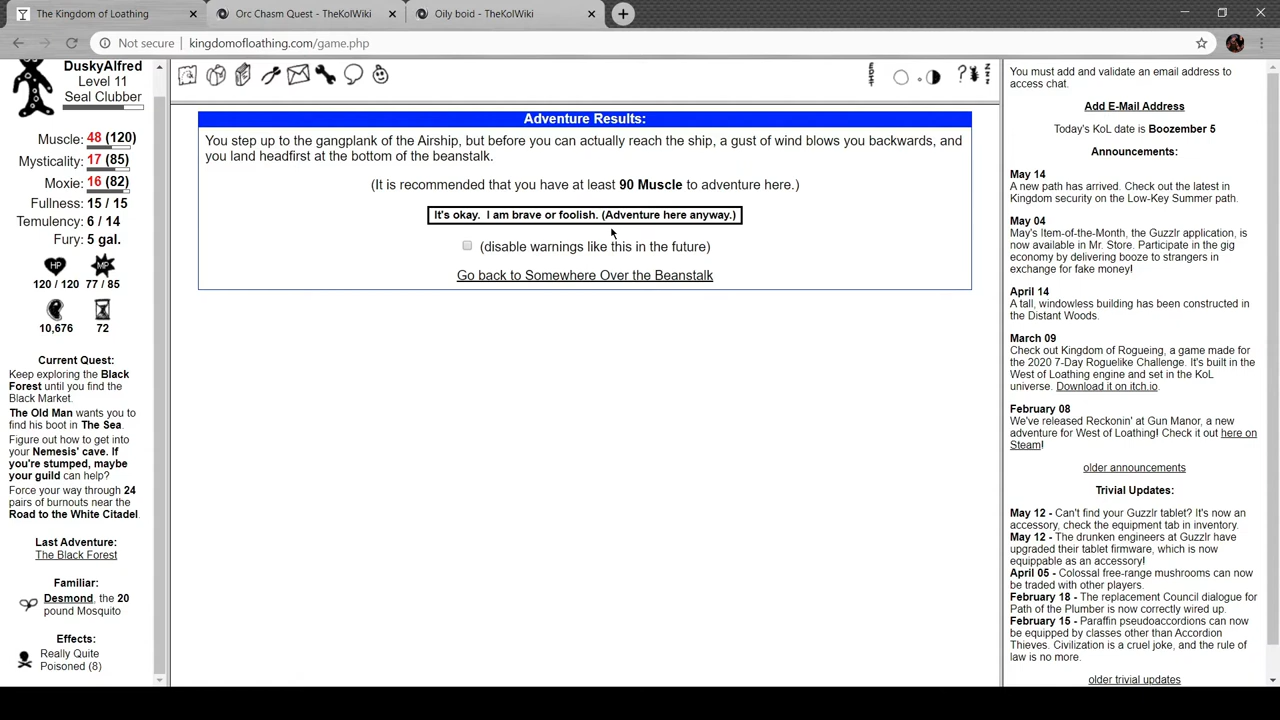 The Kingdom of Loathing
Orc Chasm Quest - TheKolWiki
Oily boid - TheKolWiki
Not secure
kingdomofloathing.com/game.php
DuskyAlfred
Level 11
Seal Clubber
Muscle: 48 (120)
Mysticality: 17 (85)
Moxie: 16 (82)
Fullness: 15 / 15
Temulency: 6 / 14
Fury: 5 gal.
HP MP
120 / 120 77 / 85
10,676 72
Current Quest:
Keep exploring the Black
Forest until you find the
Black Market.
The Old Man wants you to
find his boot in The Sea.
Figure out how to get into
your Nemesis' cave. If
you're stumped, maybe
your guild can help?
Force your way through 24
pairs of burnouts near the
Road to the White Citadel.
Last Adventure:
The Black Forest
Familiar:
Desmond, the 20
pound Mosquito
Effects:
Really Quite
Poisoned (8)
Adventure Results:
You step up to the gangplank of the Airship, but before you can actually reach the ship, a gust of wind blows you backwards, and
you land headfirst at the bottom of the beanstalk.
(It is recommended that you have at least 90 Muscle to adventure here.)
It's okay. I am brave or foolish. (Adventure here anyway.)
(disable warnings like this in the future)
Go back to Somewhere Over the Beanstalk
You must add and validate an email address to
access chat.
Add E-Mail Address
Today's KoL date is Boozember 5
Announcements:
May 14
A new path has arrived. Check out the latest in
Kingdom security on the Low-Key Summer path.
May 04
May's Item-of-the-Month, the Guzzlr application, is
now available in Mr. Store. Participate in the gig
economy by delivering booze to strangers in
exchange for fake money!
April 14
A tall, windowless building has been constructed in
the Distant Woods.
March 09
Check out Kingdom of Rogueing, a game made for
the 2020 7-Day Roguelike Challenge. It's built in the
West of Loathing engine and set in the KoL
universe. Download it on itch.io.
February 08
We've released Reckonin' at Gun Manor, a new
adventure for West of Loathing! Check it out here on
Steam!
older announcements
Trivial Updates:
May 12 - Can't find your Guzzlr tablet? It's now an
accessory, check the equipment tab in inventory.
May 12 - The drunken engineers at Guzzlr have
upgraded their tablet firmware, which is now
equippable as an accessory!
April 05 - Colossal free-range mushrooms can now
be traded with other players.
February 18 - The replacement Council dialogue for
Path of the Plumber is now correctly wired up.
February 15 - Paraffin pseudoaccordions can now
be equipped by classes other than Accordion
Thieves. Civilization is a cruel joke, and the rule of
law is no more.
older trivial updates